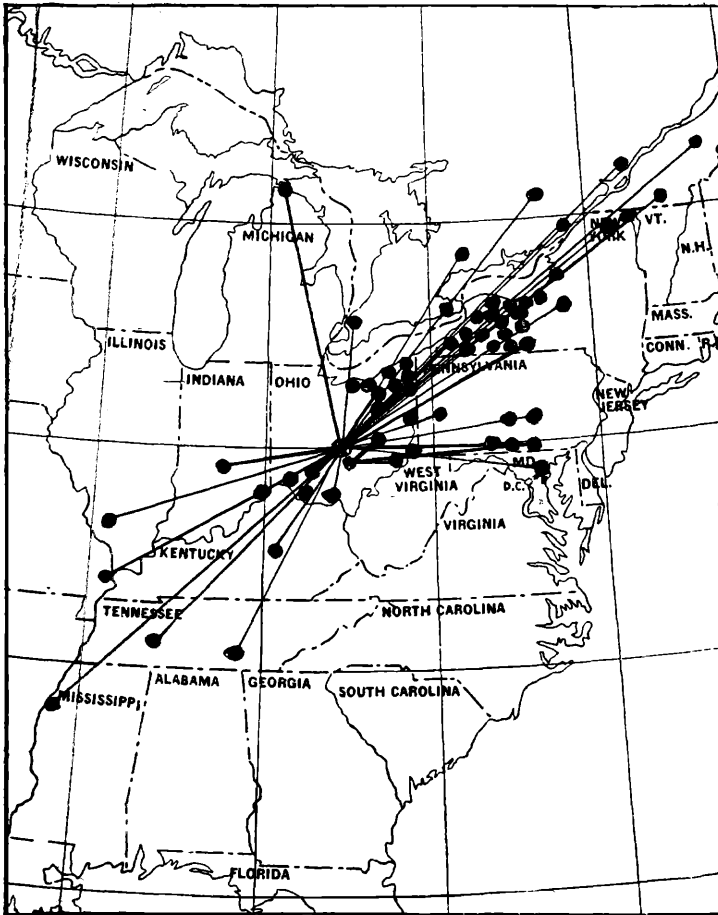 WISCONSIN
MICHIGAN
NEW
YORK
VT.
N.H.
MASS.
CONN.
R.I.
ILLINOIS
INDIANA
OHIO
PENNSYLVANIA
NEW
JERSEY
WEST
VIRGINIA
MD.
D.C.
DEL.
VIRGINIA
KENTUCKY
TENNESSEE
NORTH CAROLINA
MISSISSIPPI
ALABAMA
GEORGIA
SOUTH CAROLINA
FLORIDA